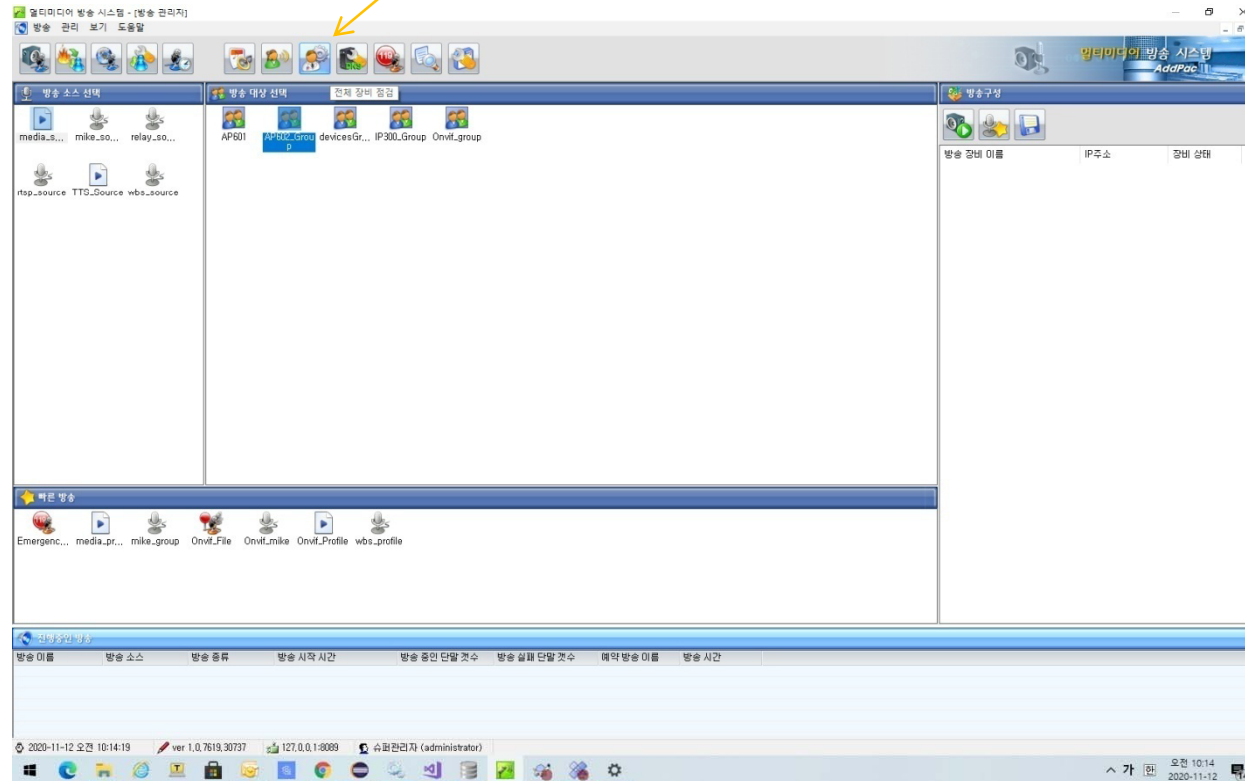 멀티미디어 방송 시스템 - [방송 관리자]
방송 관리 보기 도움말
멀티미디어 방송 시스템
AddPac
방송 소스 선택
방송 대상 선택
전체 장비 점검
방송구성
media_s...
mike_so...
relay_so...
rtsp_source
TTS_Source
wbs_source
AP601
AP602_Group
devicesGr...
IP300_Group
Onvif_group
방송 장비 이름 IP주소 장비 상태
빠른 방송
Emergenc...
media_pr...
mike_group
Onvif_File
Onvif_mike
Onvif_Profile
wbs_profile
진행중인 방송
방송 이름 방송 소스 방송 종류 방송 시작 시간 방송 중인 단말 갯수 방송 실패 단말 갯수 예약 방송 이름 방송 시간
2020-11-12 오전 10:14:19 ver 1,0,7619,30737 127,0,0,1:8089 슈퍼관리자 (administrator)
가 한 오전 10:14
2020-11-12